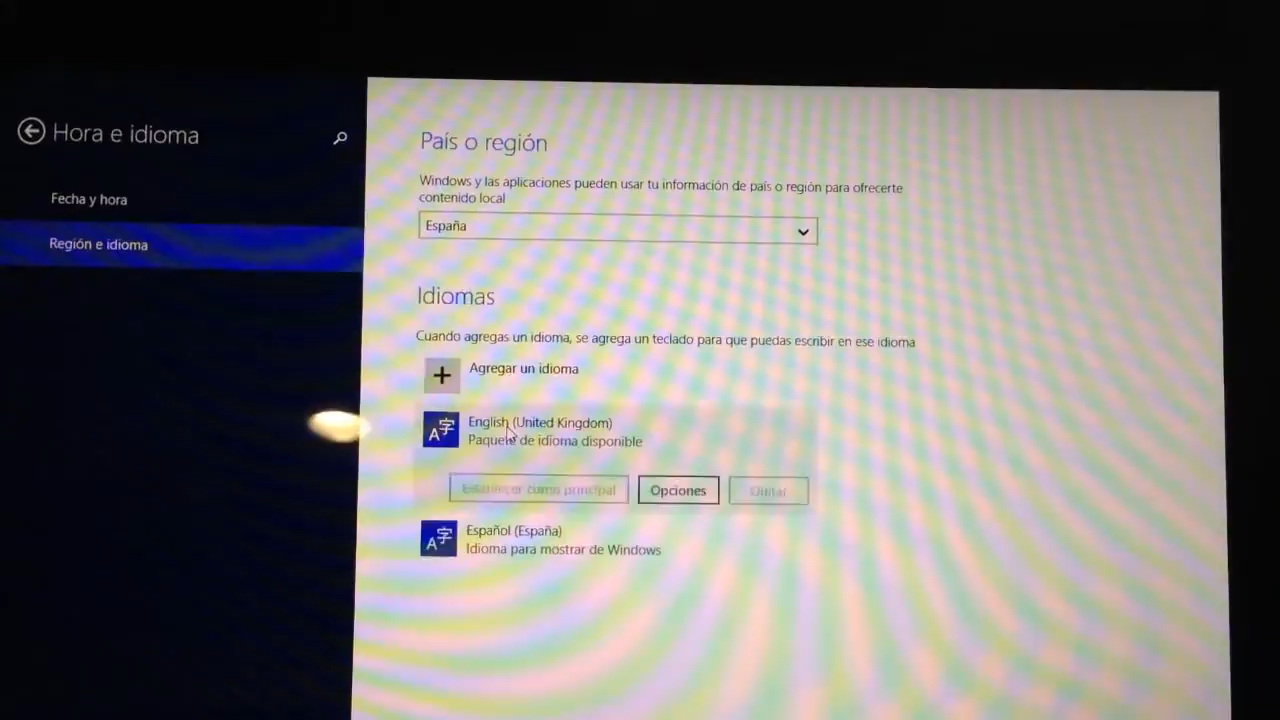 Hora e idioma
Fecha y hora
Región e idioma
País o región
Windows y las aplicaciones pueden usar tu información de país o región para ofrecerte
contenido local
España
Idiomas
Cuando agregas un idioma, se agrega un teclado para que puedas escribir en ese idioma
Agregar un idioma
English (United Kingdom)
Paquete de idioma disponible
Establecer como principal Opciones Quitar
Español (España)
Idioma para mostrar de Windows